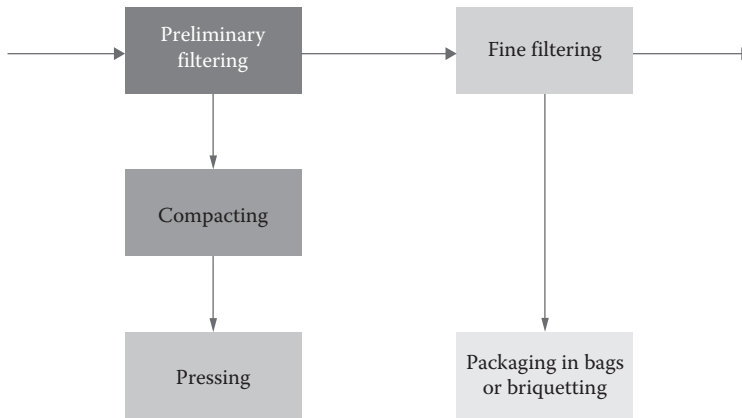 Preliminary
filtering
Fine filtering
Compacting
Pressing
Packaging in bags
or briquetting